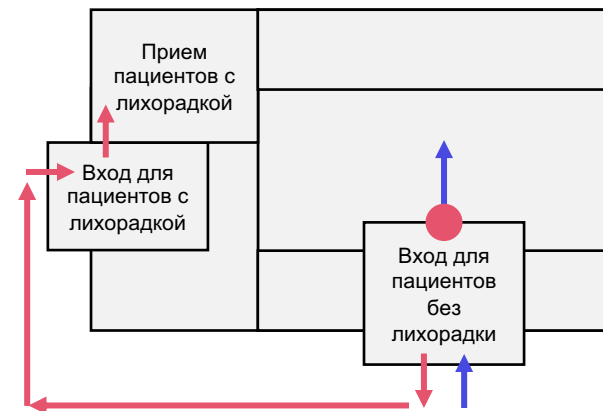 Прием
пациентов с
лихорадкой
Вход для
пациентов с
лихорадкой
Вход для
пациентов
без
лихорадки